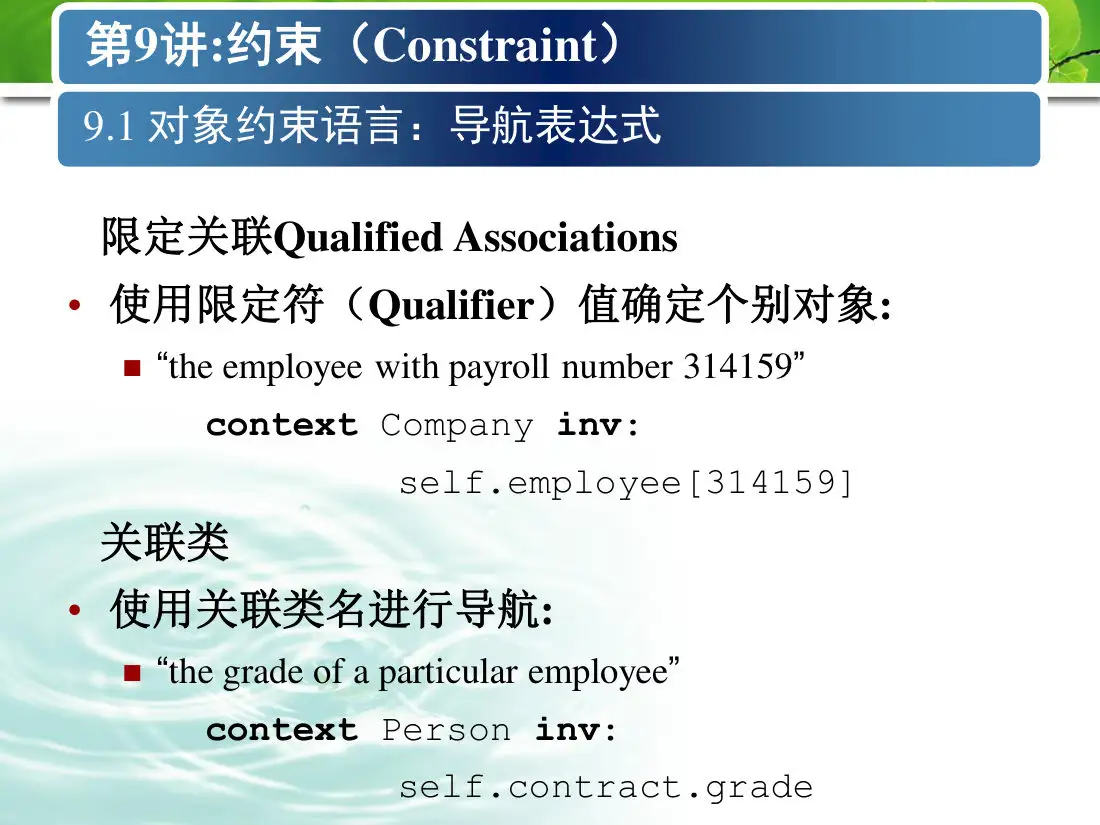 第9讲:约束（Constraint）
9.1 对象约束语言：导航表达式
限定关联Qualified Associations
• 使用限定符（Qualifier）值确定个别对象:
■ “the employee with payroll number 314159”
context Company inv:
self.employee[314159]
关联类
• 使用关联类名进行导航:
■ “the grade of a particular employee”
context Person inv:
self.contract.grade